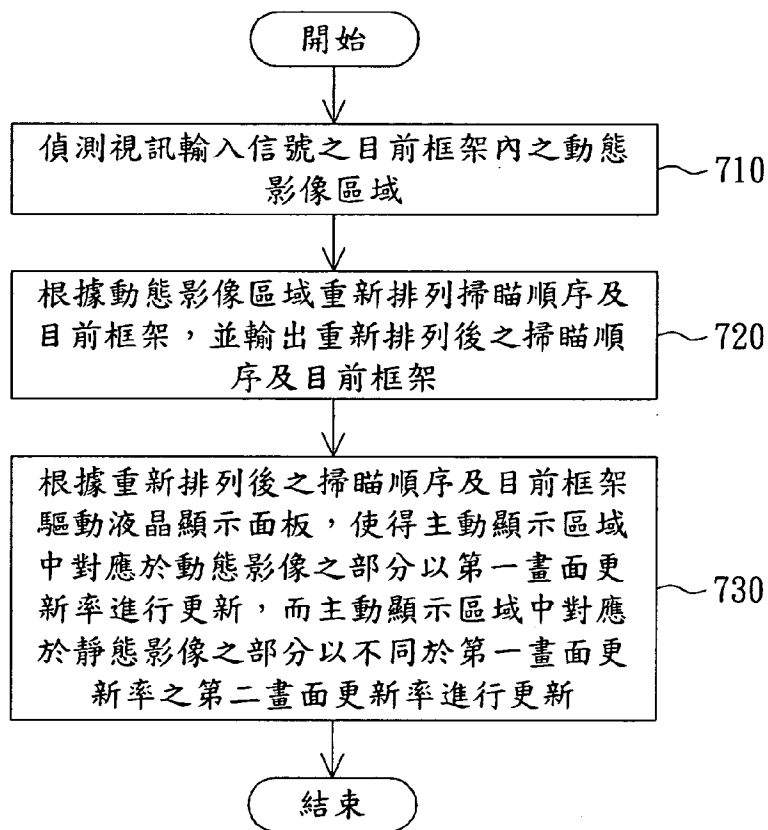 開始
偵測視訊輸入信號之目前框架內之動態
影像區域
710
根據動態影像區域重新排列掃瞄順序及
目前框架,並輸出重新排列後之掃瞄順
序及目前框架
720
根據重新排列後之掃瞄順序及目前框架
驅動液晶顯示面板,使得主動顯示區域
中對應於動態影像之部分以第一畫面更
新率進行更新,而主動顯示區域中對應
於靜態影像之部分以不同於第一畫面更
新率之第二畫面更新率進行更新
730
結束